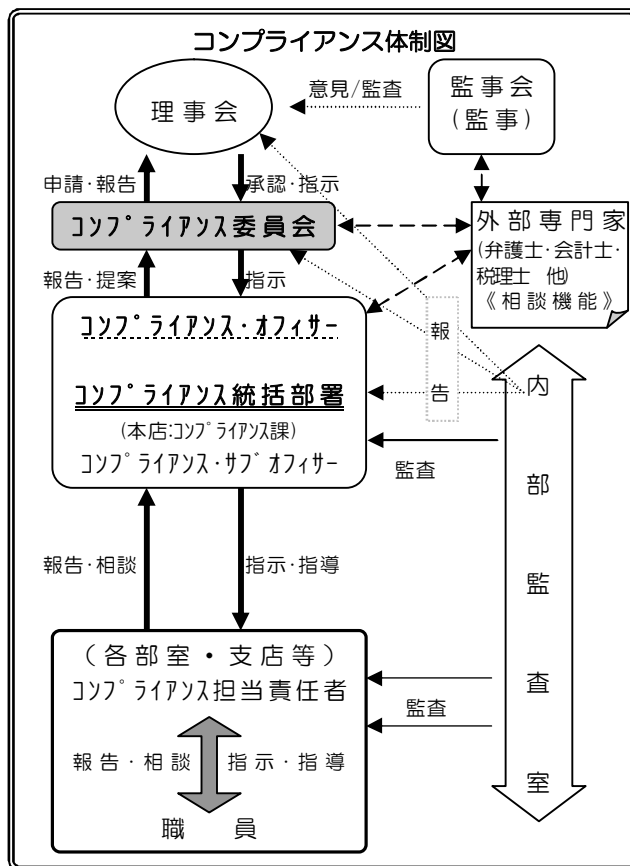 コンプライアンス体制図
理事会
意見/監査
監事会
(監事)
申請・報告
承認・指示
コンプライアンス委員会
外部専門家
(弁護士・会計士・
税理士 他)
《相談機能》
報告・提案
指示
コンプライアンス・オフィサー
コンプライアンス統括部署
(本店:コンプライアンス課)
コンプライアンス・サブオフィサー
報告
監査
内部監査室
報告・相談
指示・指導
(各部室・支店等)
コンプライアンス担当責任者
監査
報告・相談
指示・指導
職員